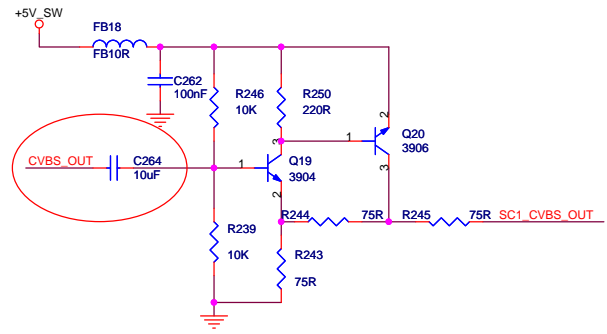 +5V_SW
FB18
FB10R
C262
100nF
R246
10K
R250
220R
2
1
Q20
3906
3
3
CVBS_OUT
C264
10uF
1
Q19
3904
2
R244
75R
R245
75R
SC1_CVBS_OUT
R239
10K
R243
75R